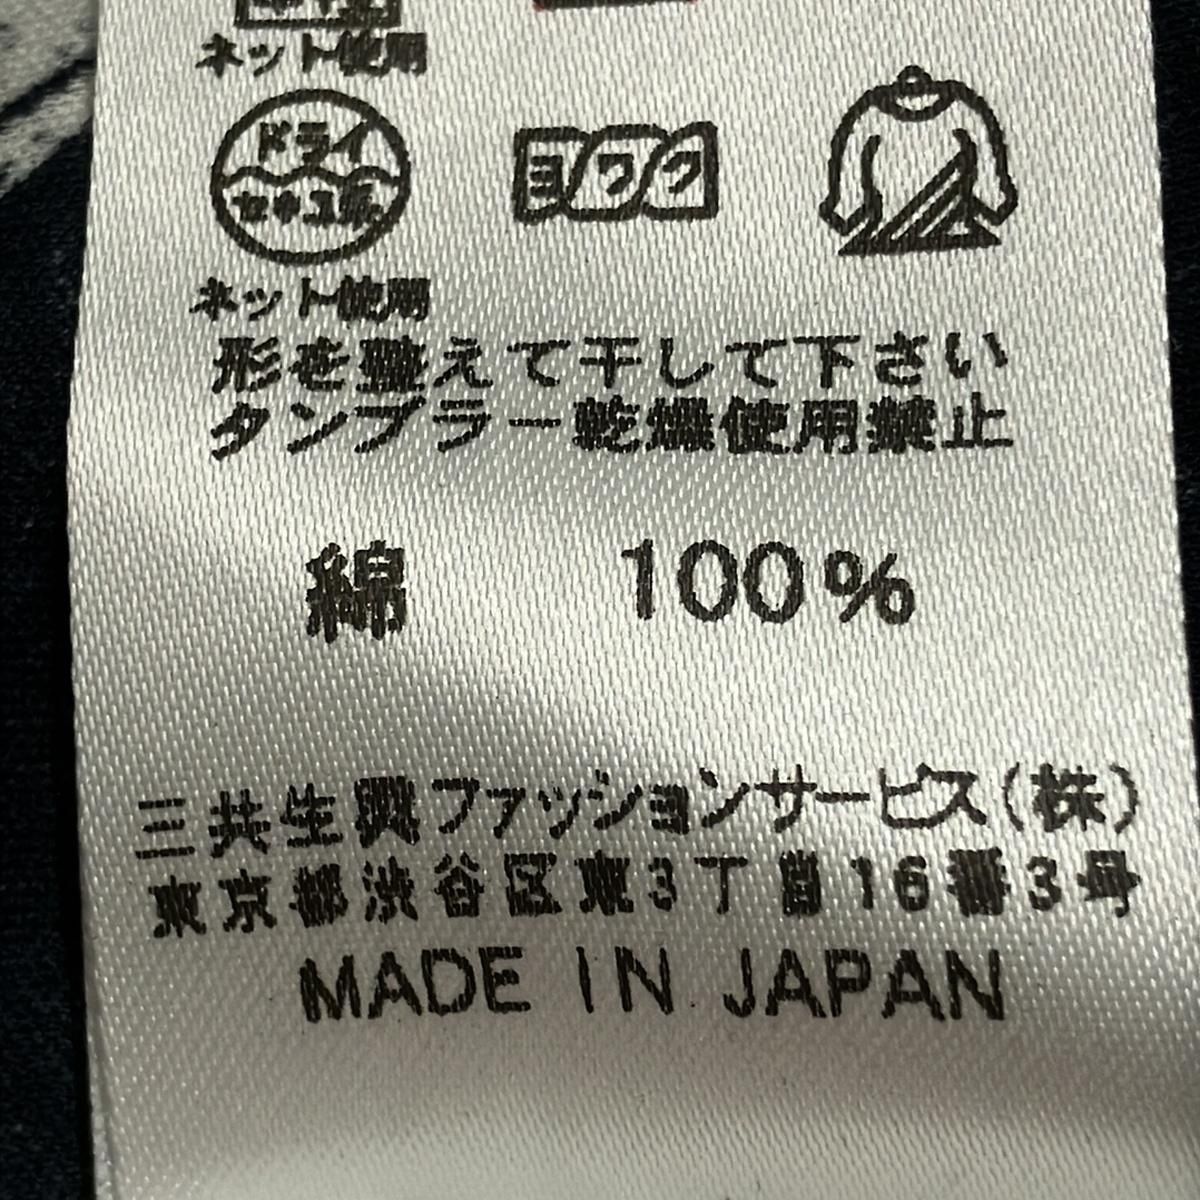 ネット使用
ドライ
セキユ系
ヨワク
ネット使用
形を整えて干して下さい
タンブラー乾燥使用禁止
綿 100%
三共生興ファッションサービス(株)
東京都渋谷区東3丁目16番3号
MADE IN JAPAN